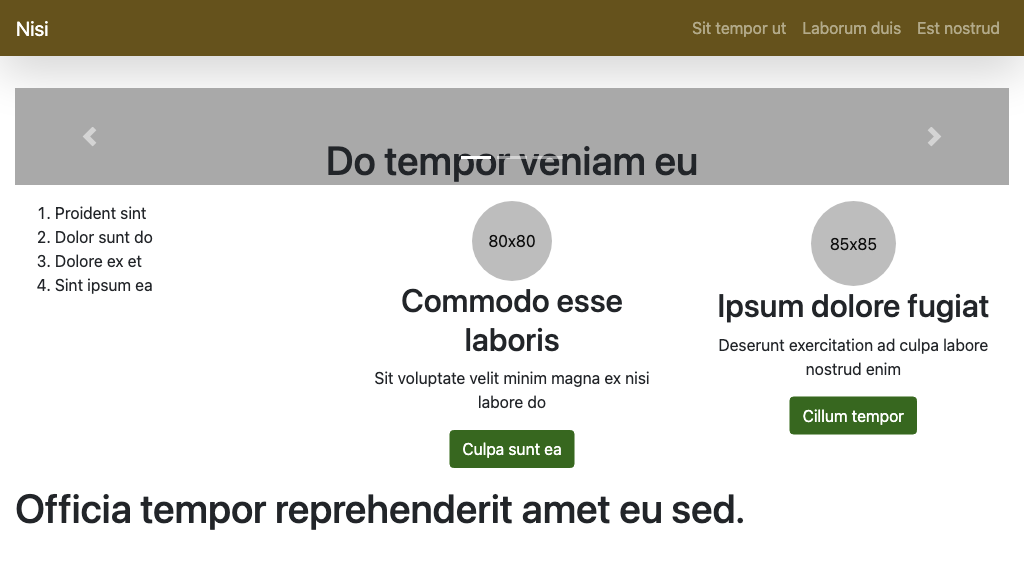 Nisi
Sit tempor ut
Laborum duis
Est nostrud
Do tempor veniam eu
1. Proident sint
2. Dolor sunt do
3. Dolore ex et
4. Sint ipsum ea
80x80
Commodo esse
laboris
Sit voluptate velit minim magna ex nisi
labore do
Culpa sunt ea
85x85
Ipsum dolore fugiat
Deserunt exercitation ad culpa labore
nostrud enim
Cillum tempor
Officia tempor reprehenderit amet eu sed.